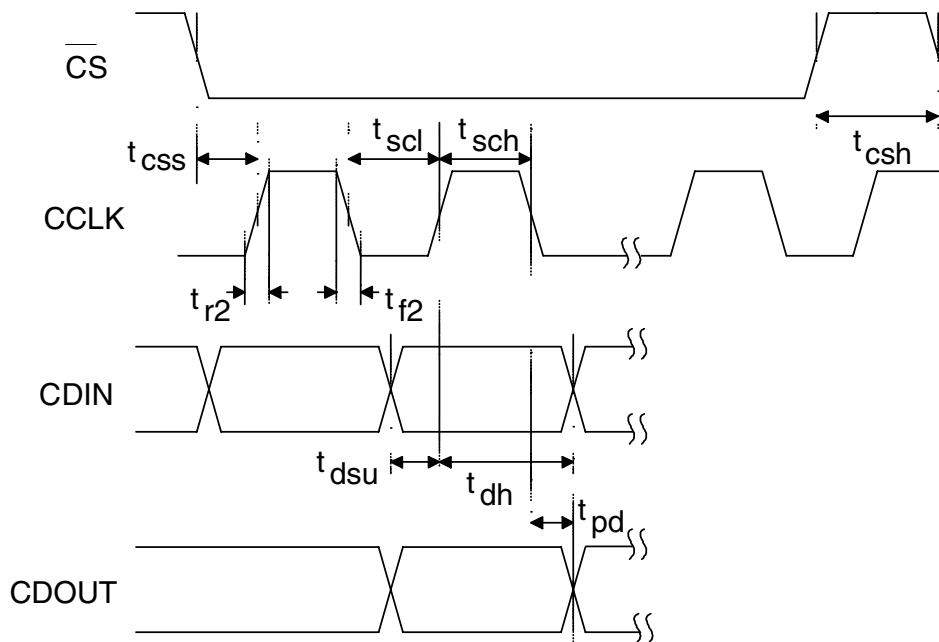 CS
t scl
t sch
t css
t csh
CCLK
t r2
t f2
CDIN
t dsu
t dh
t pd
CDOUT